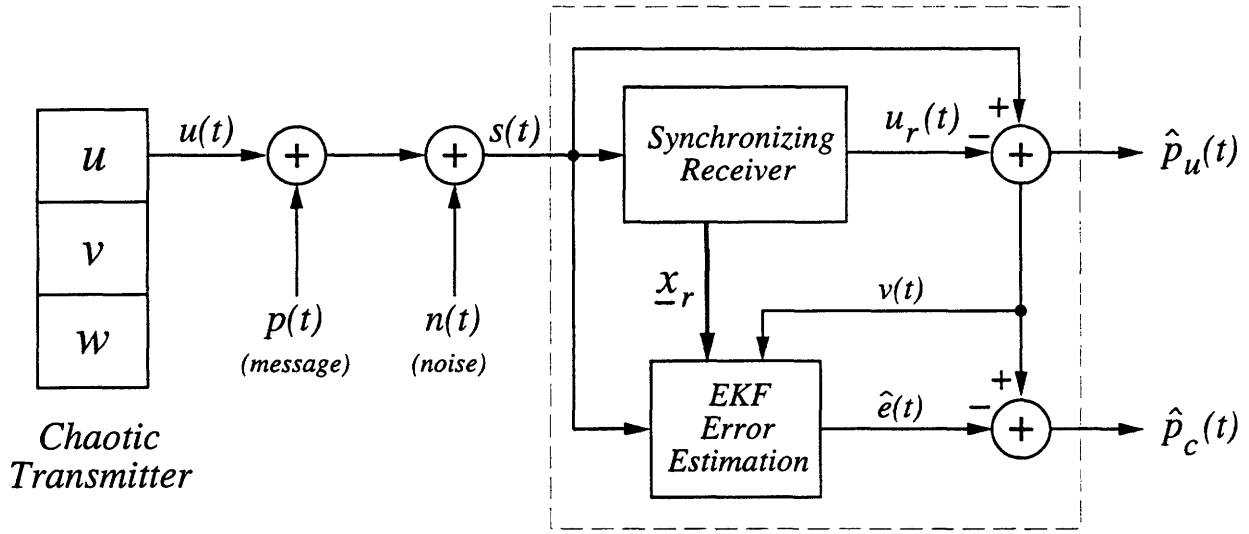 u
v
w
Chaotic
Transmitter
u(t)
+
p(t)
(message)
+
n(t)
(noise)
s(t)
Synchronizing
Receiver
u_r(t)
+
−
+
p̂_u(t)
x_r
v(t)
EKF
Error
Estimation
ê(t)
+
−
+
p̂_c(t)